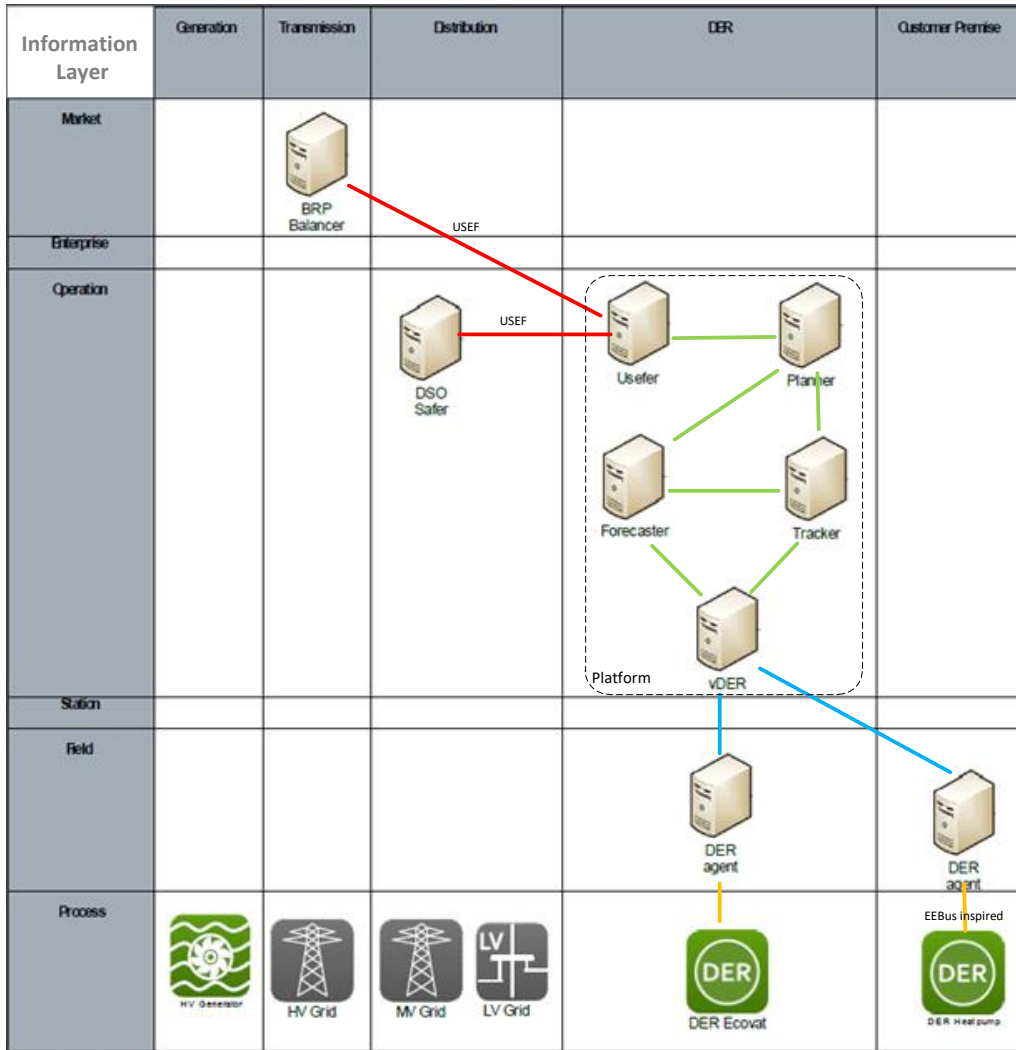 Information
Layer
Generation
Transmission
Distribution
DER
Customer Premise
Market
BRP
Balancer
USEF
Enterprise
Operation
DSO
Safer
USEF
Usefer
Planner
Forecaster
Tracker
Platform
vDER
Station
Field
DER
agent
DER
agent
Process
EEBus inspired
HV Generator
HV Grid
MV Grid
LV
LV Grid
DER
DER Ecovat
DER
DER Heatpump